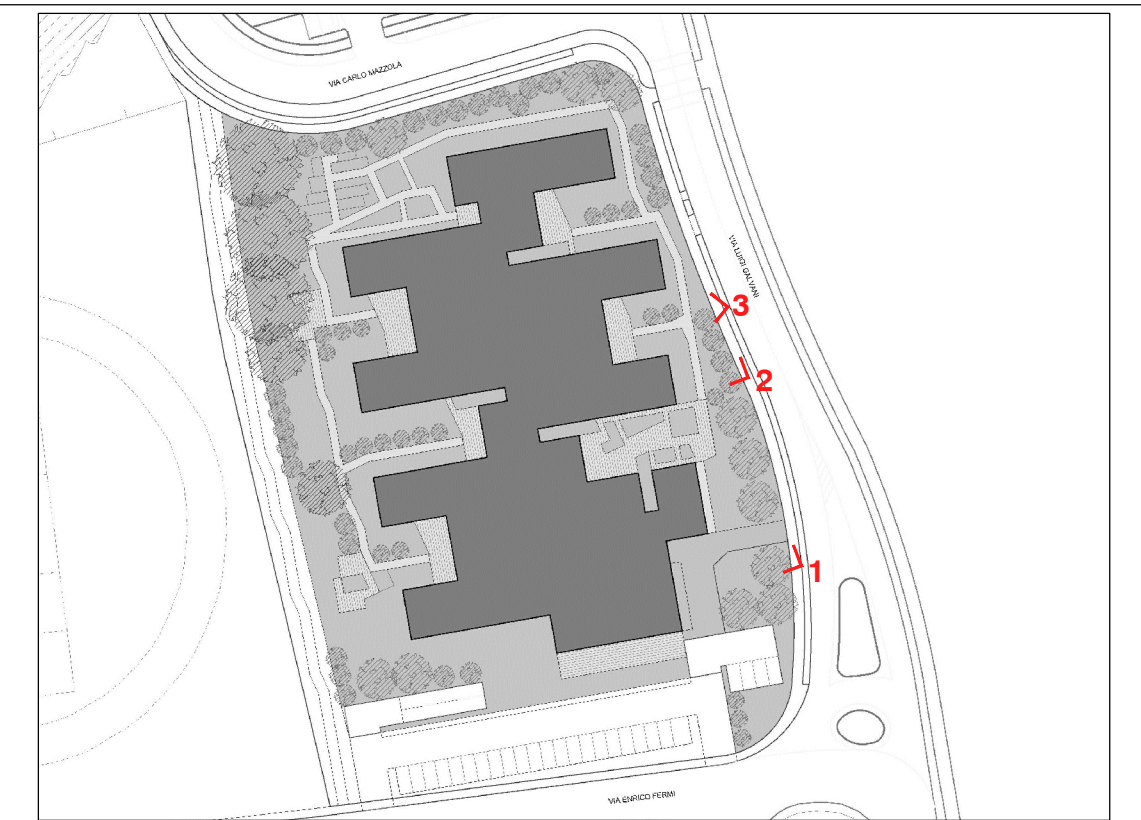 VIA CARLO MAZZOLA
VIA LUIGI GALVANI
3
2
1
VIA ENRICO FERMI